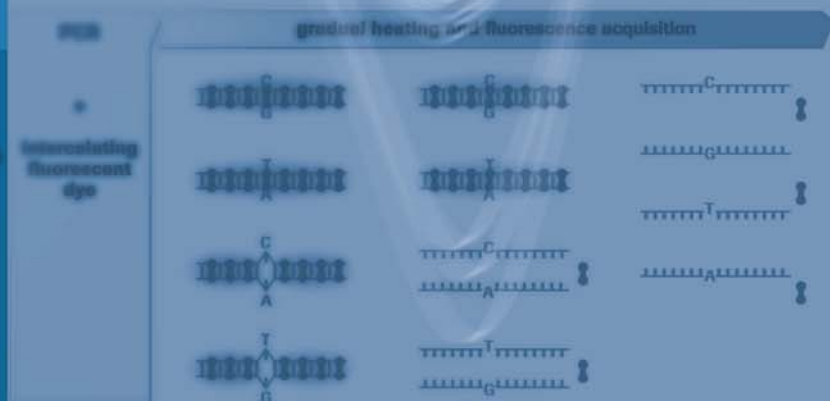 PCR
gradual heating and fluorescence acquisition
+
intercalating
fluorescent
dye
C
G
T
A
C
A
T
G
C
G
T
A
C
A
T
G
C
G
T
A